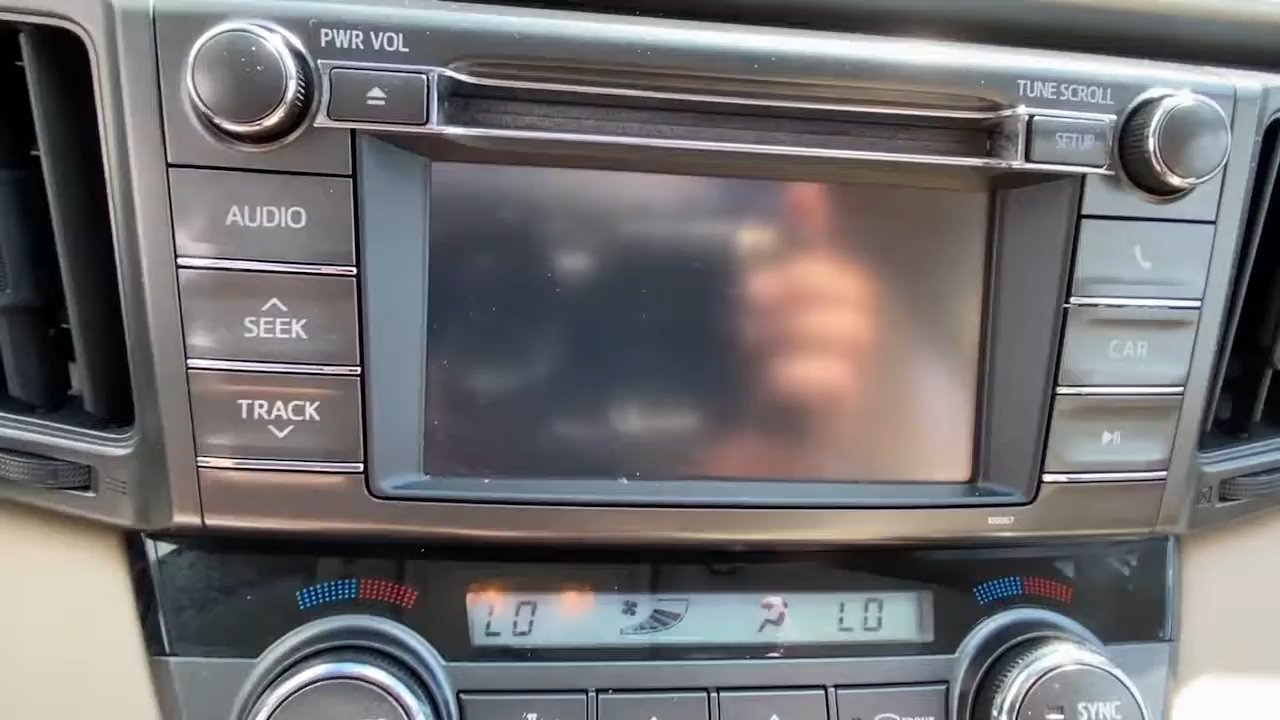 PWR VOL
TUNE SCROLL
SETUP
AUDIO
SEEK
CAR
TRACK
LO
LO
SYNC